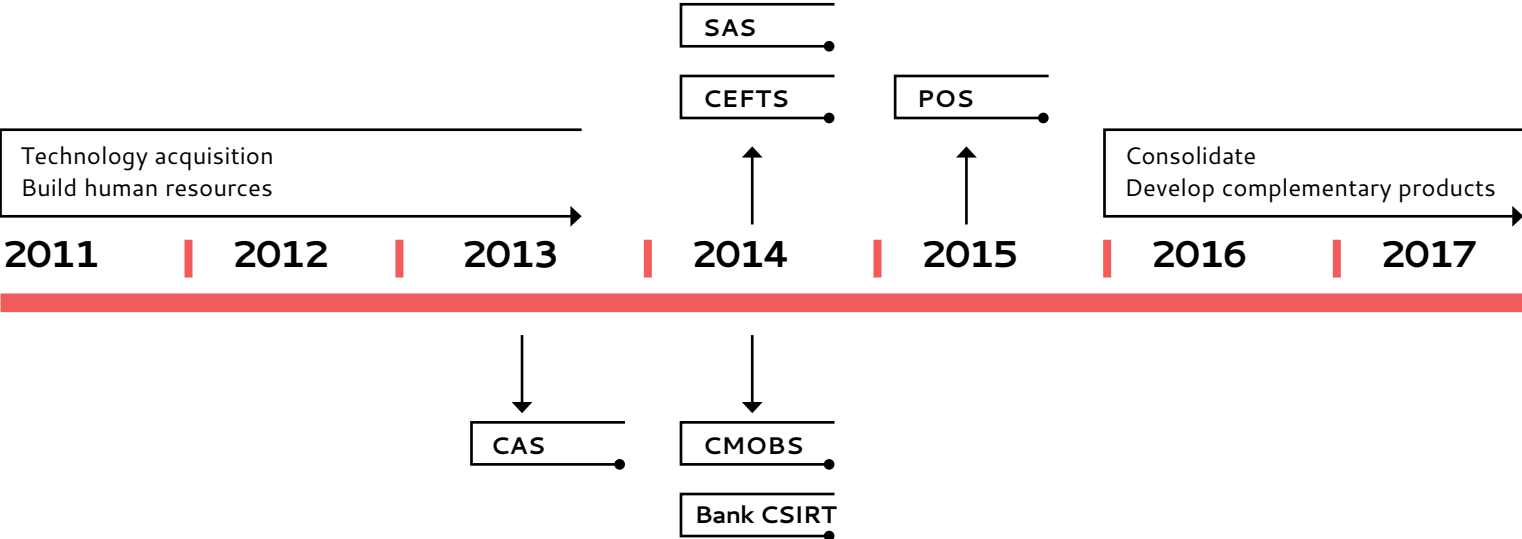 SAS
CEFTS
POS
Technology acquisition
Build human resources
Consolidate
Develop complementary products
2011 2012 2013 2014 2015 2016 2017
CAS
CMOBS
Bank CSIRT